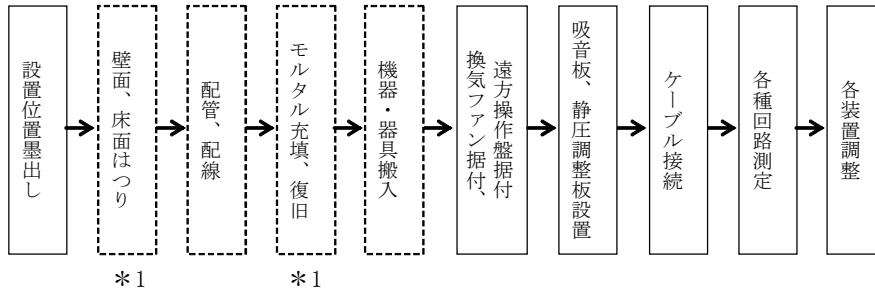 設置位置墨出し
壁面、床面はつり
配管、配線
モルタル充填、復旧
機器・器具搬入
遠方操作盤据付
換気ファン据付、
吸音板、静圧調整板設置
ケーブル接続
各種回路測定
各装置調整
＊1
＊1